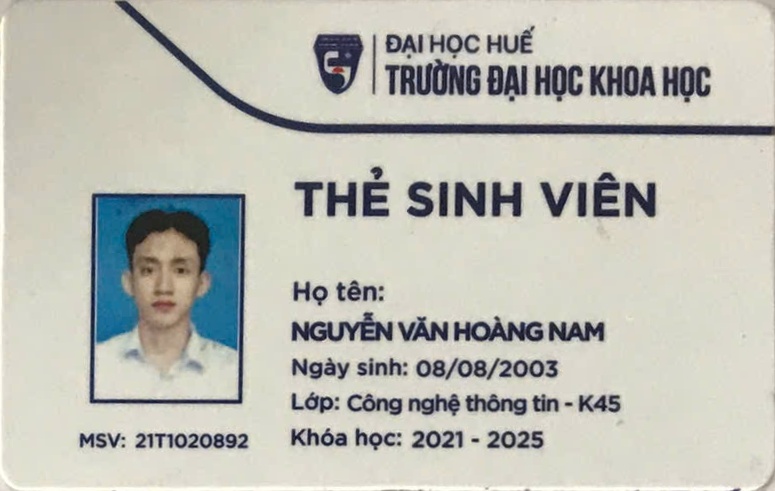 ĐẠI HỌC HUẾ
TRƯỜNG ĐẠI HỌC KHOA HỌC
THẺ SINH VIÊN
Họ tên:
NGUYỄN VĂN HOÀNG NAM
Ngày sinh: 08/08/2003
Lớp: Công nghệ thông tin - K45
Khóa học: 2021 - 2025
MSV: 21T1020892